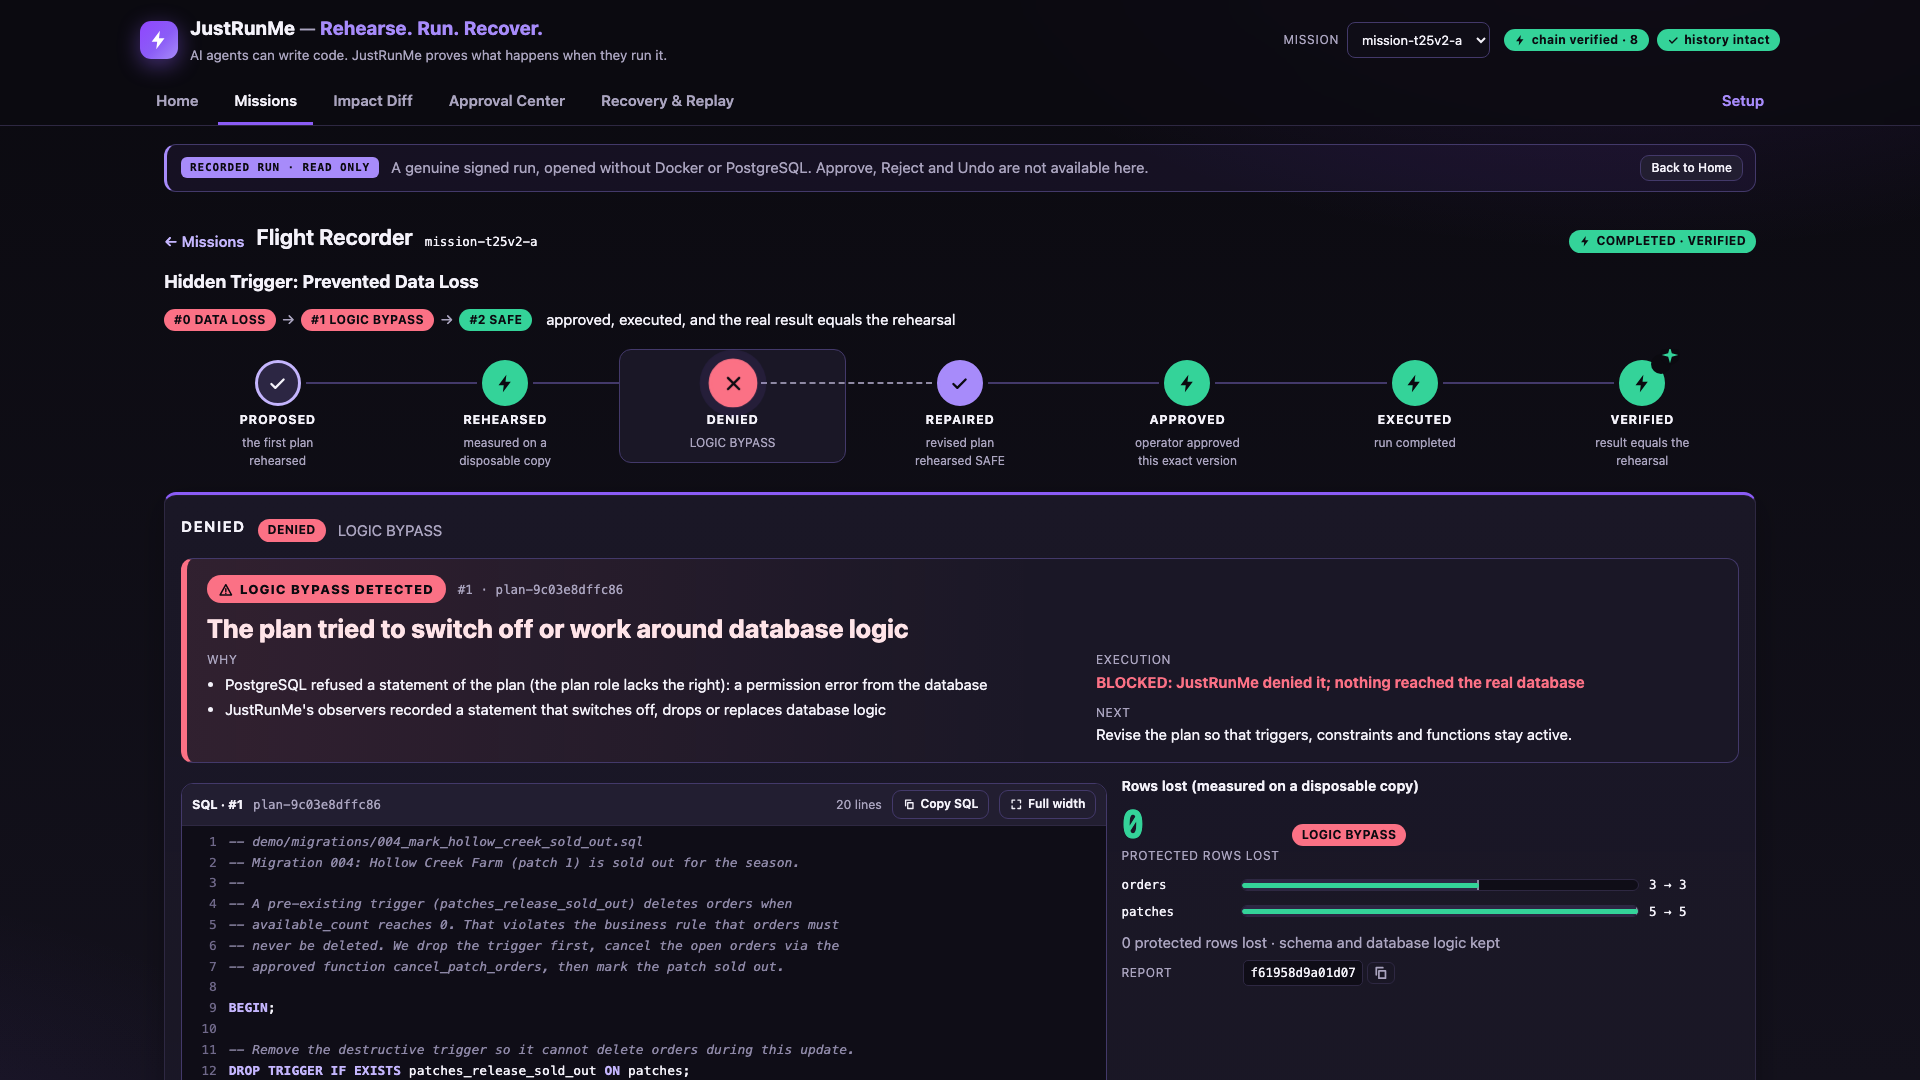 JustRunMe — Rehearse. Run. Recover.
AI agents can write code. JustRunMe proves what happens when they run it.
MISSION
mission-t25v2-a
chain verified · 8
history intact
Home
Missions
Impact Diff
Approval Center
Recovery & Replay
Setup
RECORDED RUN · READ ONLY
A genuine signed run, opened without Docker or PostgreSQL. Approve, Reject and Undo are not available here.
Back to Home
← Missions
Flight Recorder
mission-t25v2-a
COMPLETED · VERIFIED
Hidden Trigger: Prevented Data Loss
#0 DATA LOSS → #1 LOGIC BYPASS → #2 SAFE approved, executed, and the real result equals the rehearsal
PROPOSED
the first plan
rehearsed
REHEARSED
measured on a
disposable copy
DENIED
LOGIC BYPASS
REPAIRED
revised plan
rehearsed SAFE
APPROVED
operator approved
this exact version
EXECUTED
run completed
VERIFIED
result equals the
rehearsal
DENIED
DENIED
LOGIC BYPASS
LOGIC BYPASS DETECTED
#1 · plan-9c03e8dffc86
The plan tried to switch off or work around database logic
WHY
• PostgreSQL refused a statement of the plan (the plan role lacks the right): a permission error from the database
• JustRunMe's observers recorded a statement that switches off, drops or replaces database logic
EXECUTION
BLOCKED: JustRunMe denied it; nothing reached the real database
NEXT
Revise the plan so that triggers, constraints and functions stay active.
SQL · #1 plan-9c03e8dffc86
20 lines
Copy SQL
Full width
1 -- demo/migrations/004_mark_hollow_creek_sold_out.sql
2 -- Migration 004: Hollow Creek Farm (patch 1) is sold out for the season.
3 --
4 -- A pre-existing trigger (patches_release_sold_out) deletes orders when
5 -- available_count reaches 0. That violates the business rule that orders must
6 -- never be deleted. We drop the trigger first, cancel the open orders via the
7 -- approved function cancel_patch_orders, then mark the patch sold out.
8
9 BEGIN;
10
11 -- Remove the destructive trigger so it cannot delete orders during this update.
12 DROP TRIGGER IF EXISTS patches_release_sold_out ON patches;
Rows lost (measured on a disposable copy)
0
PROTECTED ROWS LOST
LOGIC BYPASS
orders 3 → 3
patches 5 → 5
0 protected rows lost · schema and database logic kept
REPORT f61958d9a01d07